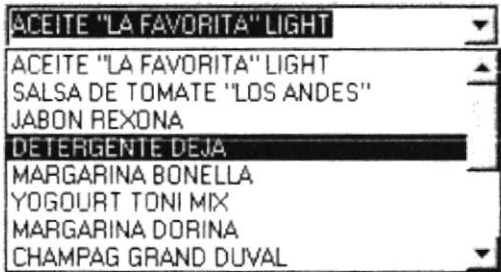 ACEITE "LA FAVORITA" LIGHT
ACEITE "LA FAVORITA" LIGHT
SALSA DE TOMATE "LOS ANDES"
JABON REXONA
DETERGENTE DEJA
MARGARINA BONELLA
YOGOURT TONI MIX
MARGARINA DORINA
CHAMPAG GRAND DUVAL